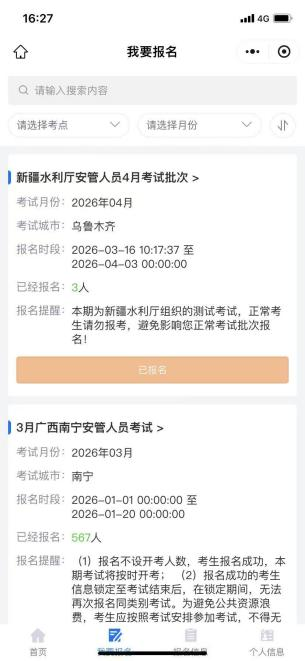 16:27
4G
我要报名
请输入搜索内容
请选择考点
请选择月份
新疆水利厅安管人员4月考试批次 >
考试月份: 2026年04月
考试城市: 乌鲁木齐
报名时段: 2026-03-16 10:17:37 至
2026-04-03 00:00:00
已经报名: 3人
报名提醒: 本期为新疆水利厅组织的测试考试，正常考
生请勿报考，避免影响您正常考试批次报
名！
已报名
3月广西南宁安管人员考试 >
考试月份: 2026年03月
考试城市: 南宁
报名时段: 2026-01-01 00:00:00 至
2026-01-20 00:00:00
已经报名: 567人
报名提醒: （1）报名不设开考人数，考生报名成功，本
期考试将按时开考；（2）报名成功的考生
信息锁定至考试结束后，在锁定期间，无法
再次报名同类别考试。为避免公共资源浪
费，考生应按照考试安排参加考试，不得无
首页
我要报名
报名信息
个人信息